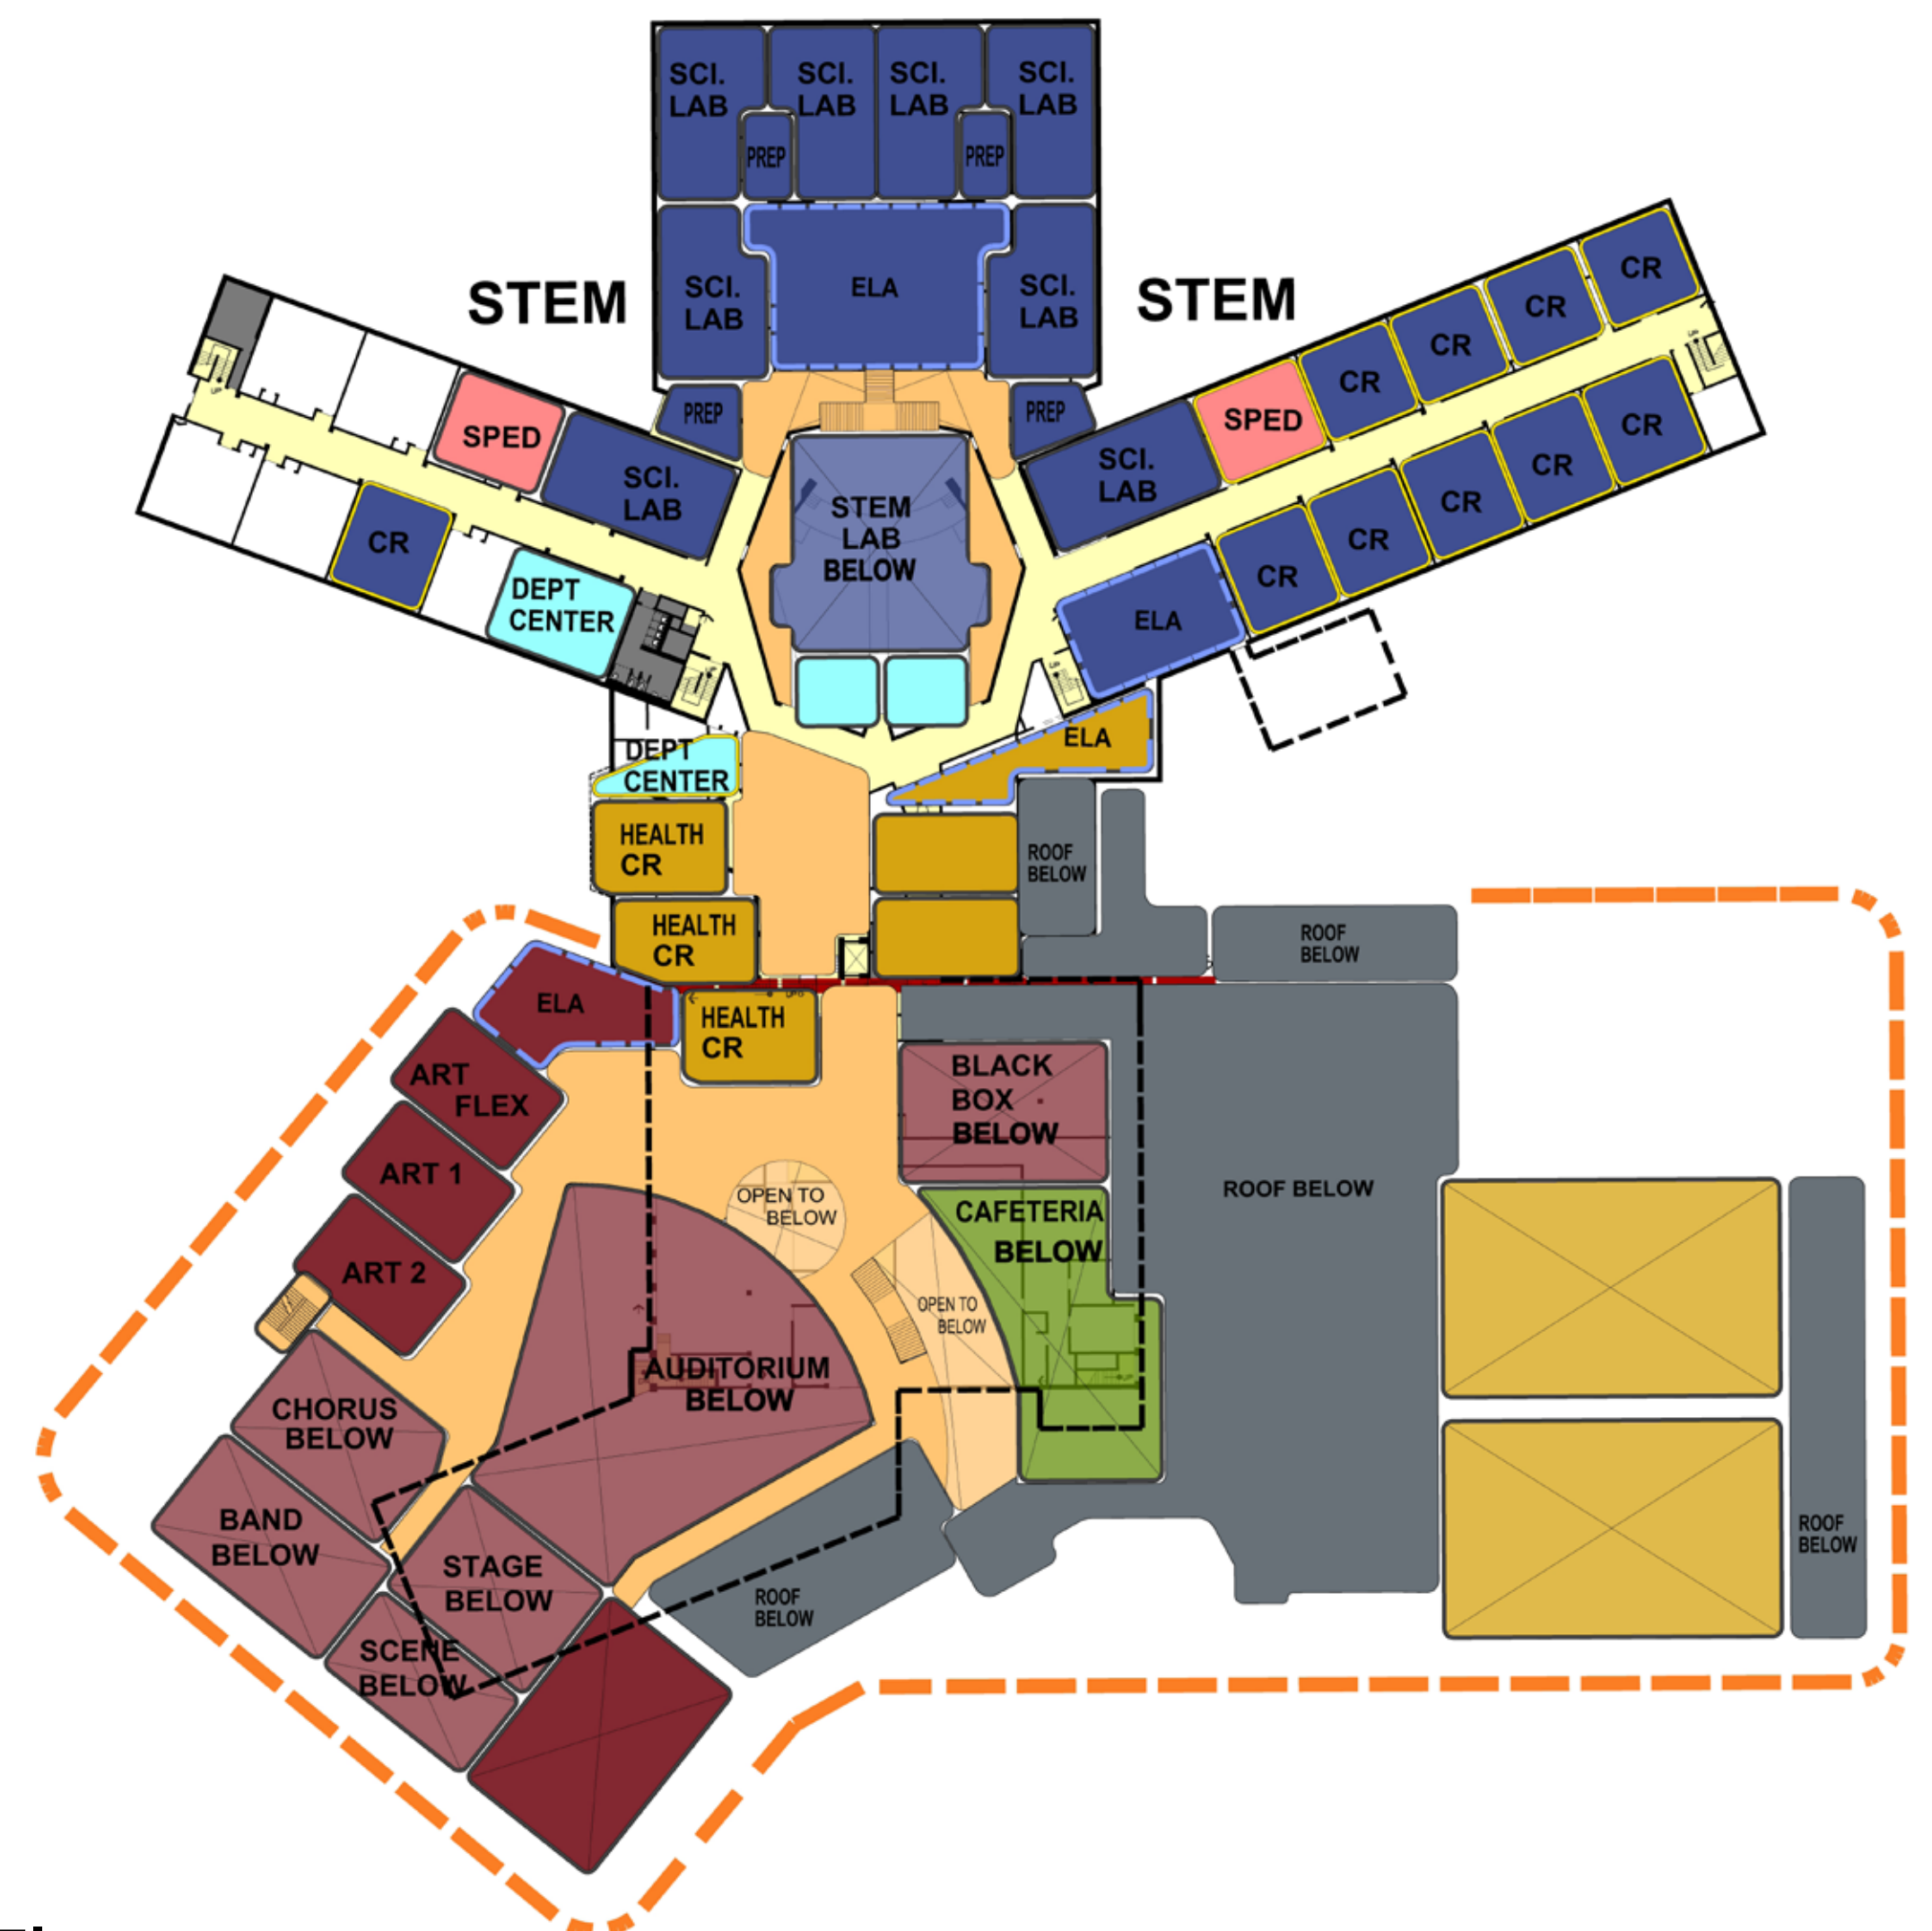 SCI.
LAB
SCI.
LAB
SCI.
LAB
SCI.
LAB
PREP
PREP
SCI.
LAB
ELA
SCI.
LAB
STEM
STEM
PREP
PREP
CR
CR
CR
CR
SPED
CR
CR
CR
CR
CR
SCI.
LAB
SPED
SCI.
LAB
CR
DEPT
CENTER
STEM
LAB
BELOW
ELA
DEPT
CENTER
ELA
HEALTH
CR
ROOF
BELOW
HEALTH
CR
ROOF
BELOW
ELA
HEALTH
CR
ART
FLEX
BLACK
BOX
BELOW
ART 1
OPEN TO
BELOW
CAFETERIA
BELOW
ROOF BELOW
ART 2
OPEN TO
BELOW
AUDITORIUM
BELOW
CHORUS
BELOW
BAND
BELOW
STAGE
BELOW
ROOF
BELOW
ROOF
BELOW
SCENE
BELOW